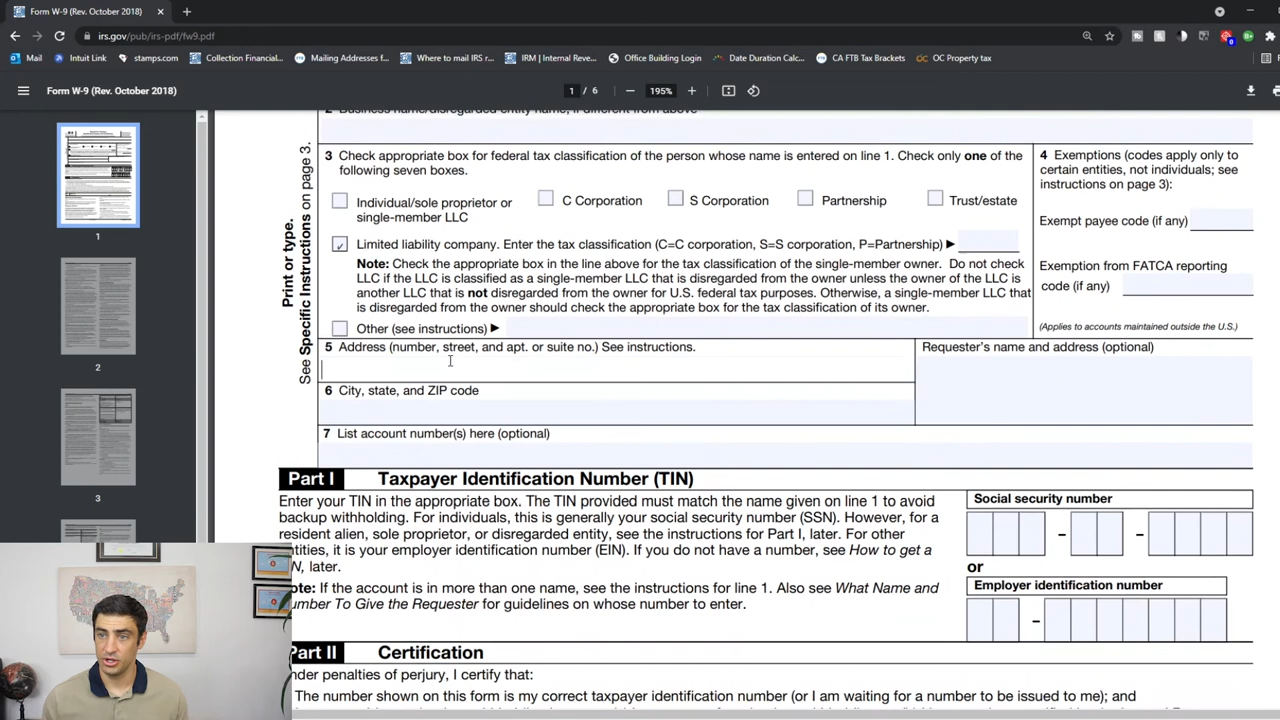 Form W-9 (Rev. October 2018)
irs.gov/pub/irs-pdf/fw9.pdf
Mail
Intuit Link
stamps.com
Collection Financial...
Mailing Addresses f...
Where to mail IRS r...
IRM | Internal Reve...
Office Building Login
Date Duration Calc...
CA FTB Tax Brackets
OC Property tax
Form W-9 (Rev. October 2018)
1 / 6
195%
1
2
3
Print or type.
See Specific Instructions on page 3.
2 Business name/disregarded entity name, if different from above
3 Check appropriate box for federal tax classification of the person whose name is entered on line 1. Check only one of the
following seven boxes.
Individual/sole proprietor or
single-member LLC
C Corporation
S Corporation
Partnership
Trust/estate
Limited liability company. Enter the tax classification (C=C corporation, S=S corporation, P=Partnership) ▶
Note: Check the appropriate box in the line above for the tax classification of the single-member owner. Do not check
LLC if the LLC is classified as a single-member LLC that is disregarded from the owner unless the owner of the LLC is
another LLC that is not disregarded from the owner for U.S. federal tax purposes. Otherwise, a single-member LLC that
is disregarded from the owner should check the appropriate box for the tax classification of its owner.
Other (see instructions) ▶
4 Exemptions (codes apply only to
certain entities, not individuals; see
instructions on page 3):
Exempt payee code (if any)
Exemption from FATCA reporting
code (if any)
(Applies to accounts maintained outside the U.S.)
5 Address (number, street, and apt. or suite no.) See instructions.
Requester's name and address (optional)
6 City, state, and ZIP code
7 List account number(s) here (optional)
Part I Taxpayer Identification Number (TIN)
Enter your TIN in the appropriate box. The TIN provided must match the name given on line 1 to avoid
backup withholding. For individuals, this is generally your social security number (SSN). However, for a
resident alien, sole proprietor, or disregarded entity, see the instructions for Part I, later. For other
entities, it is your employer identification number (EIN). If you do not have a number, see How to get a
N, later.
ote: If the account is in more than one name, see the instructions for line 1. Also see What Name and
umber To Give the Requester for guidelines on whose number to enter.
Social security number
– –
or
Employer identification number
–
Part II Certification
nder penalties of perjury, I certify that:
The number shown on this form is my correct taxpayer identification number (or I am waiting for a number to be issued to me); and